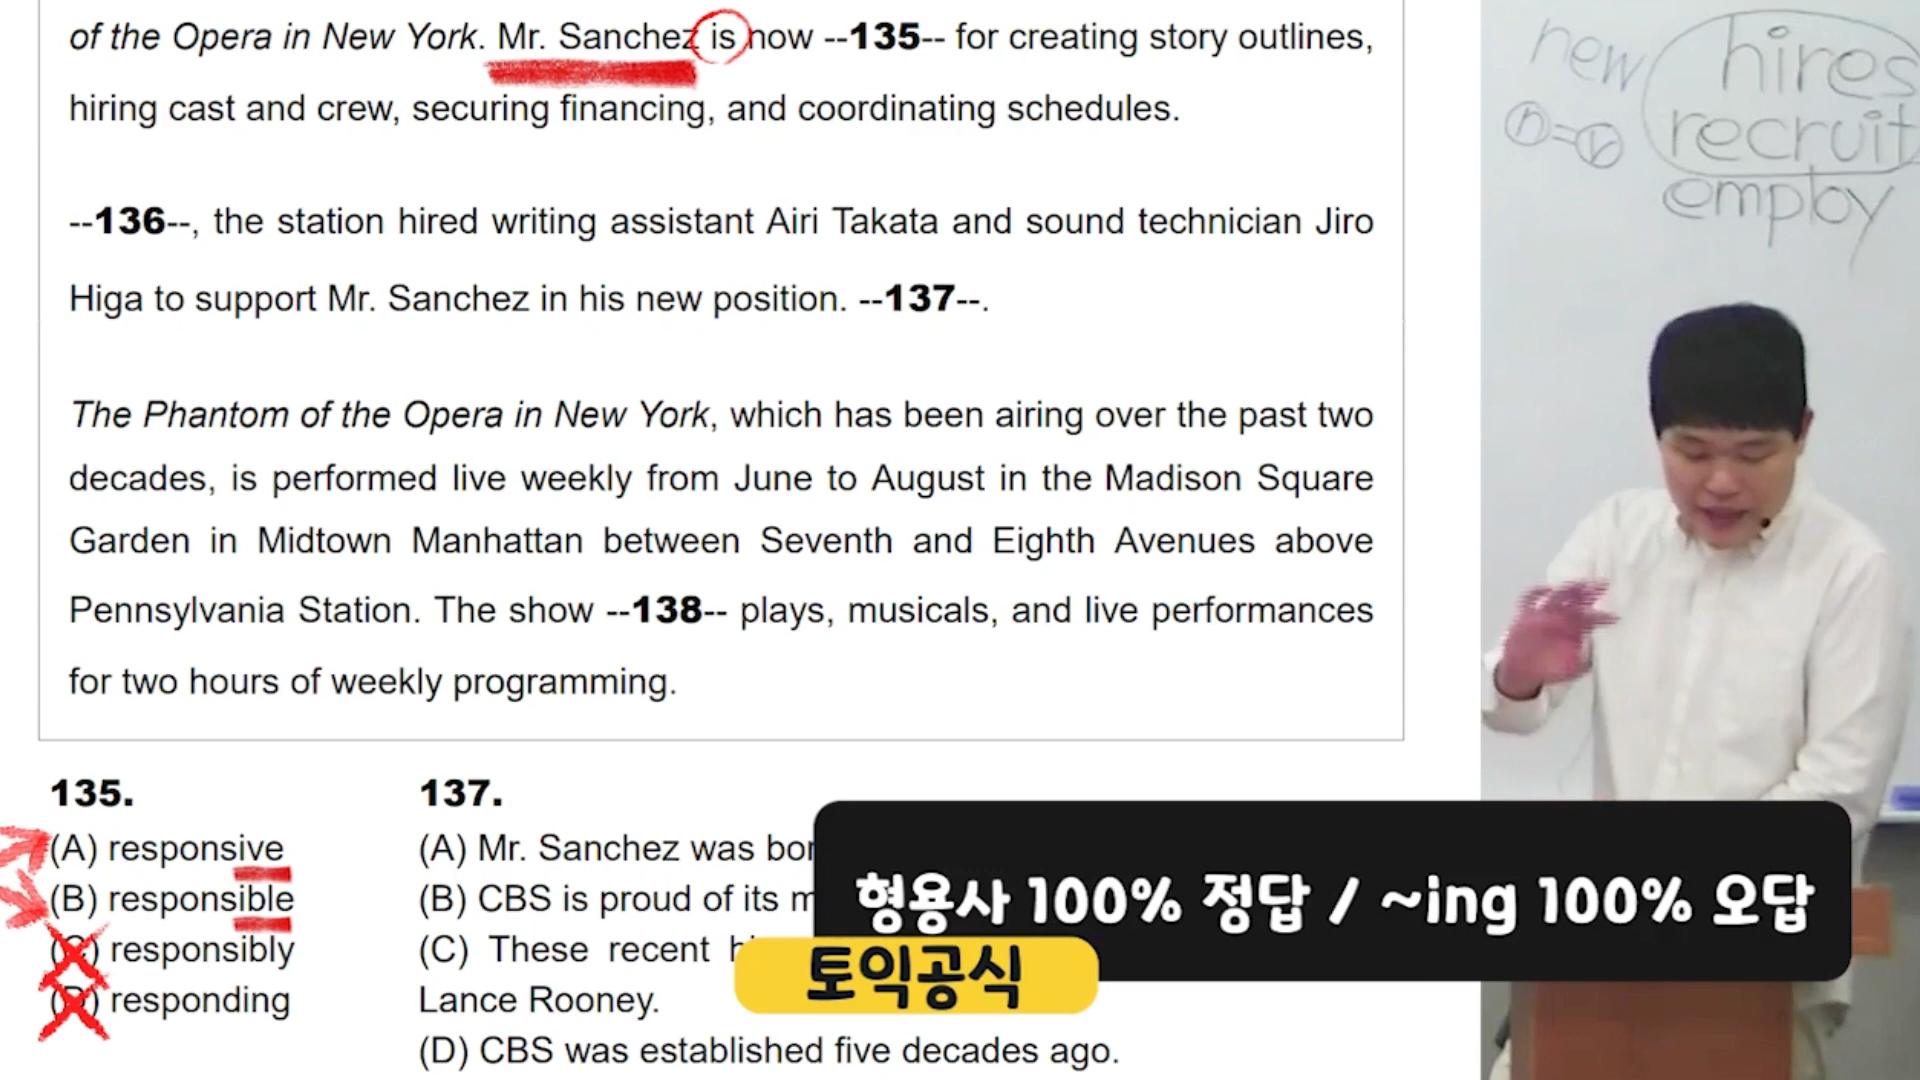 of the Opera in New York. Mr. Sanchez is now --135-- for creating story outlines,
hiring cast and crew, securing financing, and coordinating schedules.
--136--, the station hired writing assistant Airi Takata and sound technician Jiro
Higa to support Mr. Sanchez in his new position. --137--.
The Phantom of the Opera in New York, which has been airing over the past two
decades, is performed live weekly from June to August in the Madison Square
Garden in Midtown Manhattan between Seventh and Eighth Avenues above
Pennsylvania Station. The show --138-- plays, musicals, and live performances
for two hours of weekly programming.
135.
(A) responsive
(B) responsible
(C) responsibly
(D) responding
137.
(A) Mr. Sanchez was
(B) CBS is proud of its
(C) These recent
Lance Rooney.
(D) CBS was established five decades ago.
형용사 100% 정답 / ~ing 100% 오답
토익공식
new hires
n = v recruit
employ